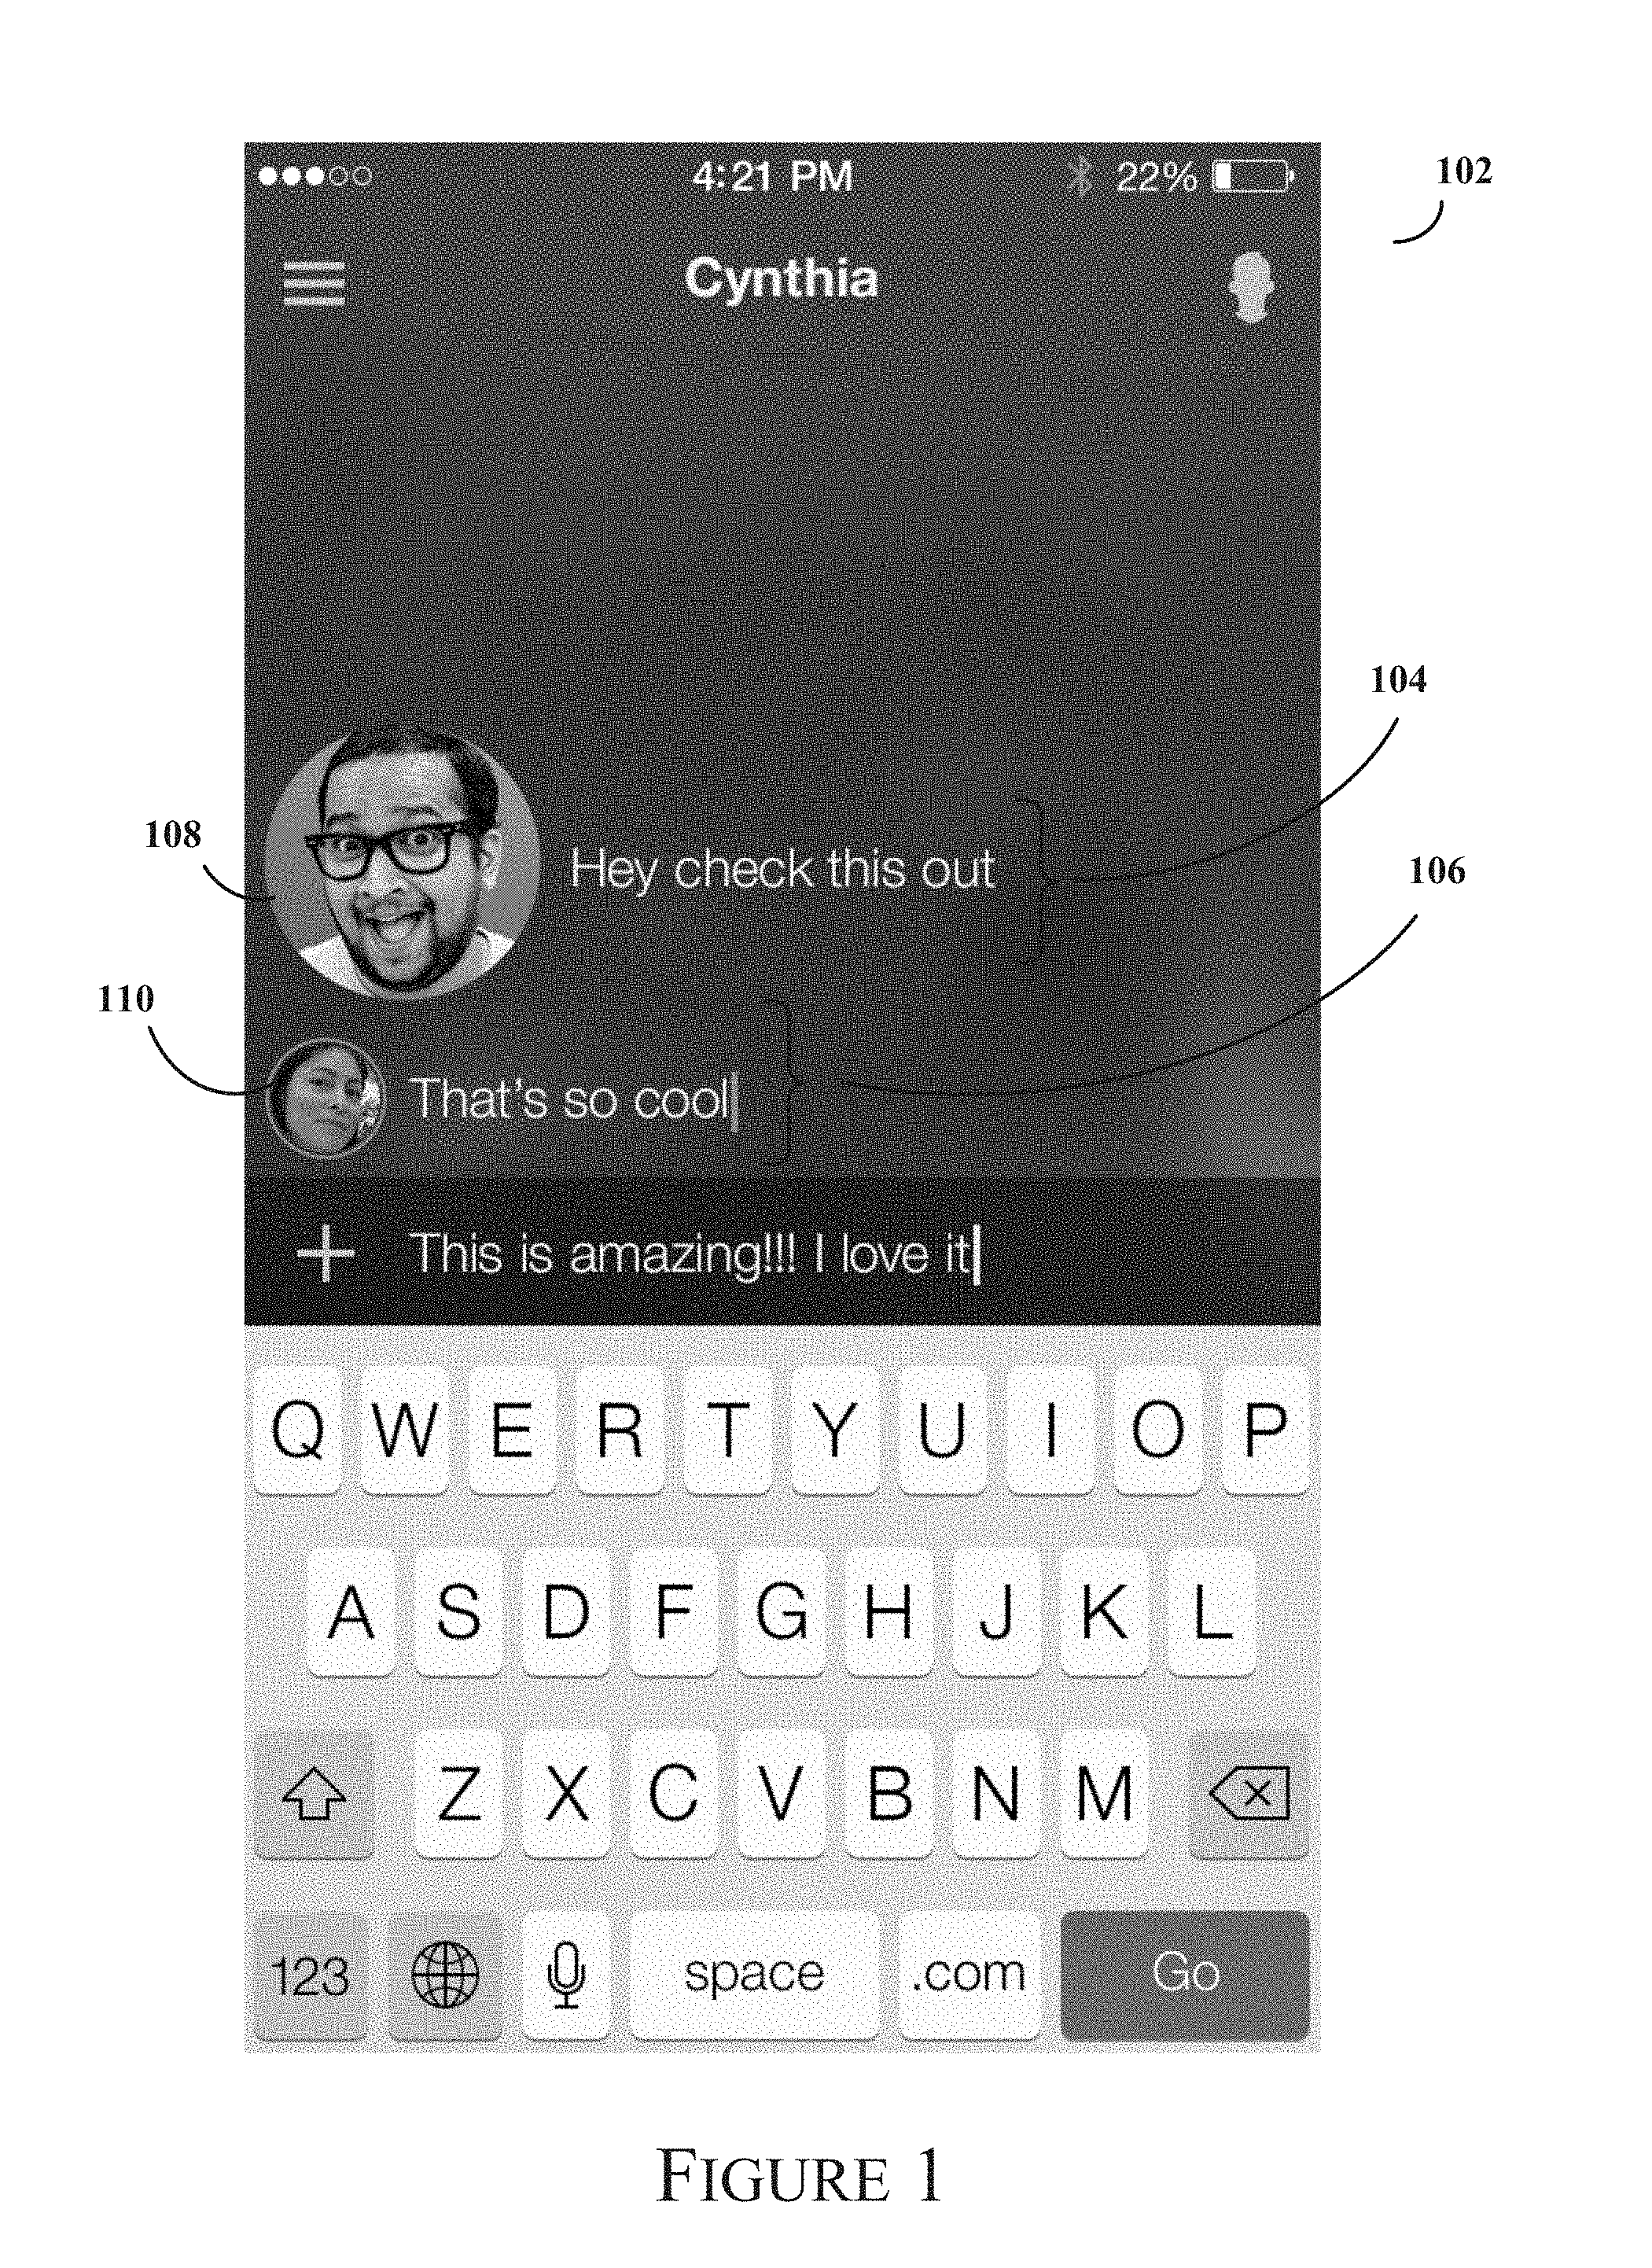 4:21 PM 22%
102
Cynthia
104
108
Hey check this out
106
110
That's so cool
This is amazing!!! I love it
Q W E R T Y U I O P
A S D F G H J K L
Z X C V B N M
123 space .com Go
FIGURE 1